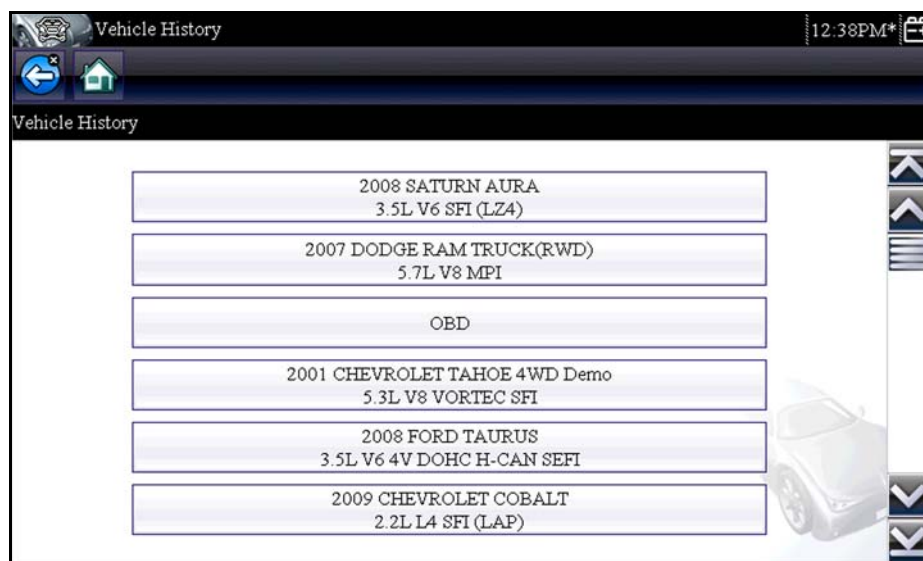 Vehicle History
12:38PM*
Vehicle History
2008 SATURN AURA
3.5L V6 SFI (LZ4)
2007 DODGE RAM TRUCK(RWD)
5.7L V8 MPI
OBD
2001 CHEVROLET TAHOE 4WD Demo
5.3L V8 VORTEC SFI
2008 FORD TAURUS
3.5L V6 4V DOHC H-CAN SEFI
2009 CHEVROLET COBALT
2.2L L4 SFI (LAP)